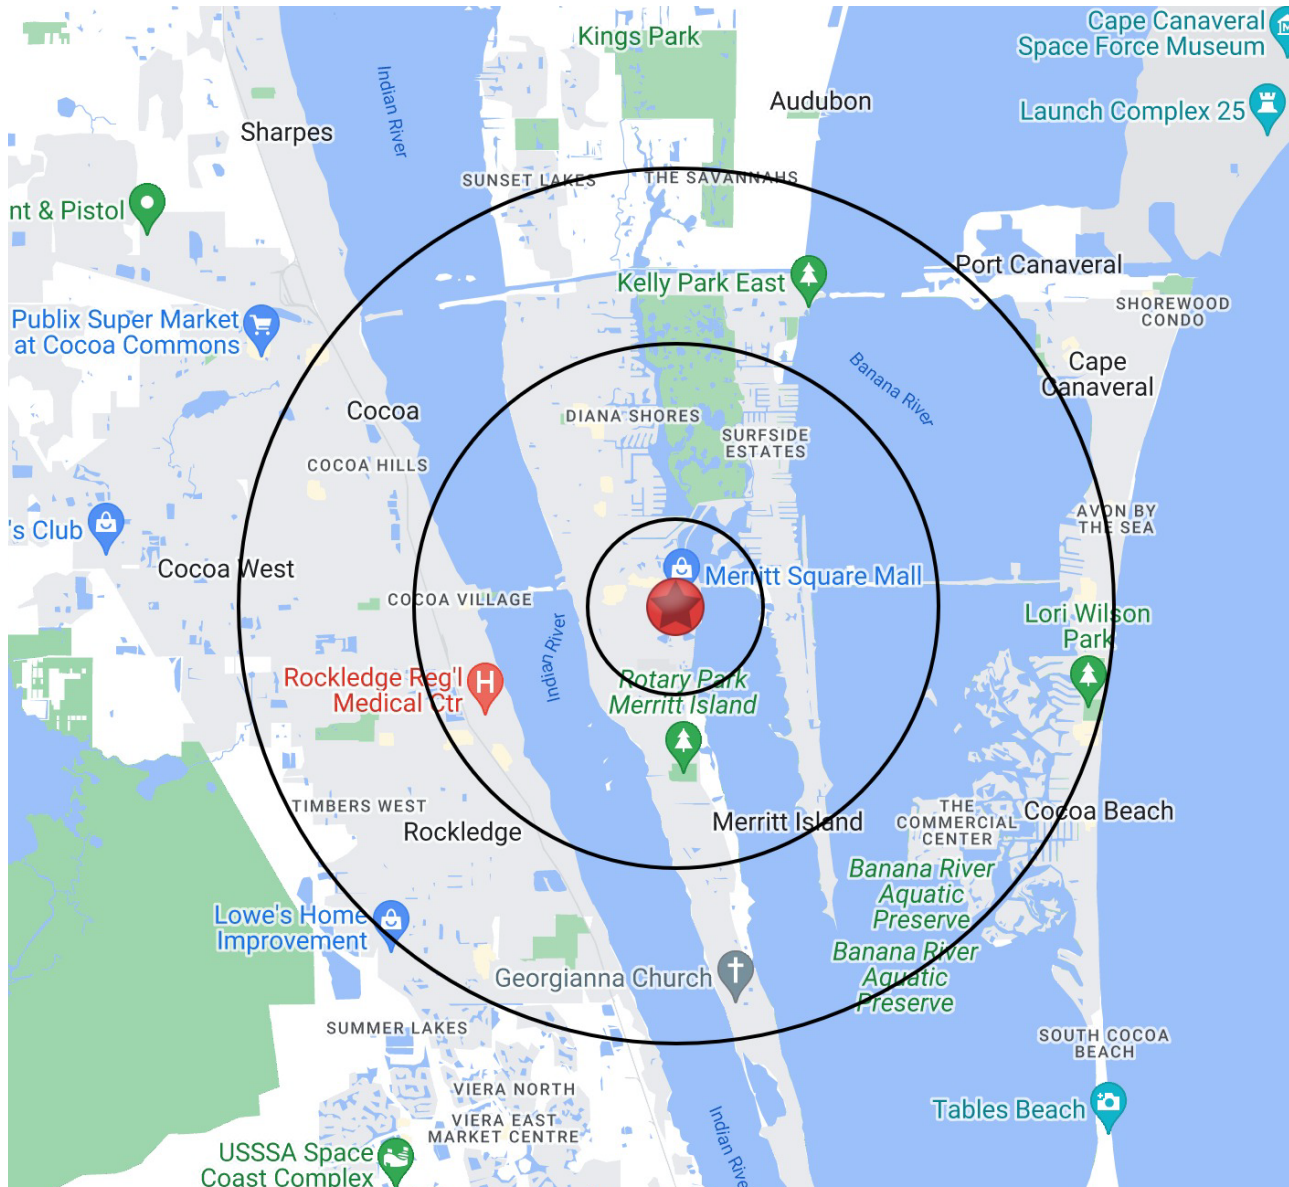 Kings Park
Cape Canaveral
Space Force Museum
Indian River
Audubon
Launch Complex 25
Sharpes
SUNSET LAKES
THE SAVANNAHS
nt & Pistol
Port Canaveral
Kelly Park East
SHOREWOOD
CONDO
Publix Super Market
at Cocoa Commons
Banana River
Cape
Canaveral
Cocoa
DIANA SHORES
SURFSIDE
ESTATES
COCOA HILLS
AVON BY
THE SEA
's Club
Cocoa West
Merritt Square Mall
COCOA VILLAGE
Lori Wilson
Park
Indian River
Rockledge Reg'l
Medical Ctr
H
Rotary Park
Merritt Island
TIMBERS WEST
Rockledge
Merritt Island
THE
COMMERCIAL
CENTER
Cocoa Beach
Banana River
Aquatic
Preserve
Lowe's Home
Improvement
Banana River
Aquatic
Preserve
Georgianna Church
SUMMER LAKES
SOUTH COCOA
BEACH
VIERA NORTH
Tables Beach
VIERA EAST
MARKET CENTRE
Indian Rive
USSSA Space
Coast Complex